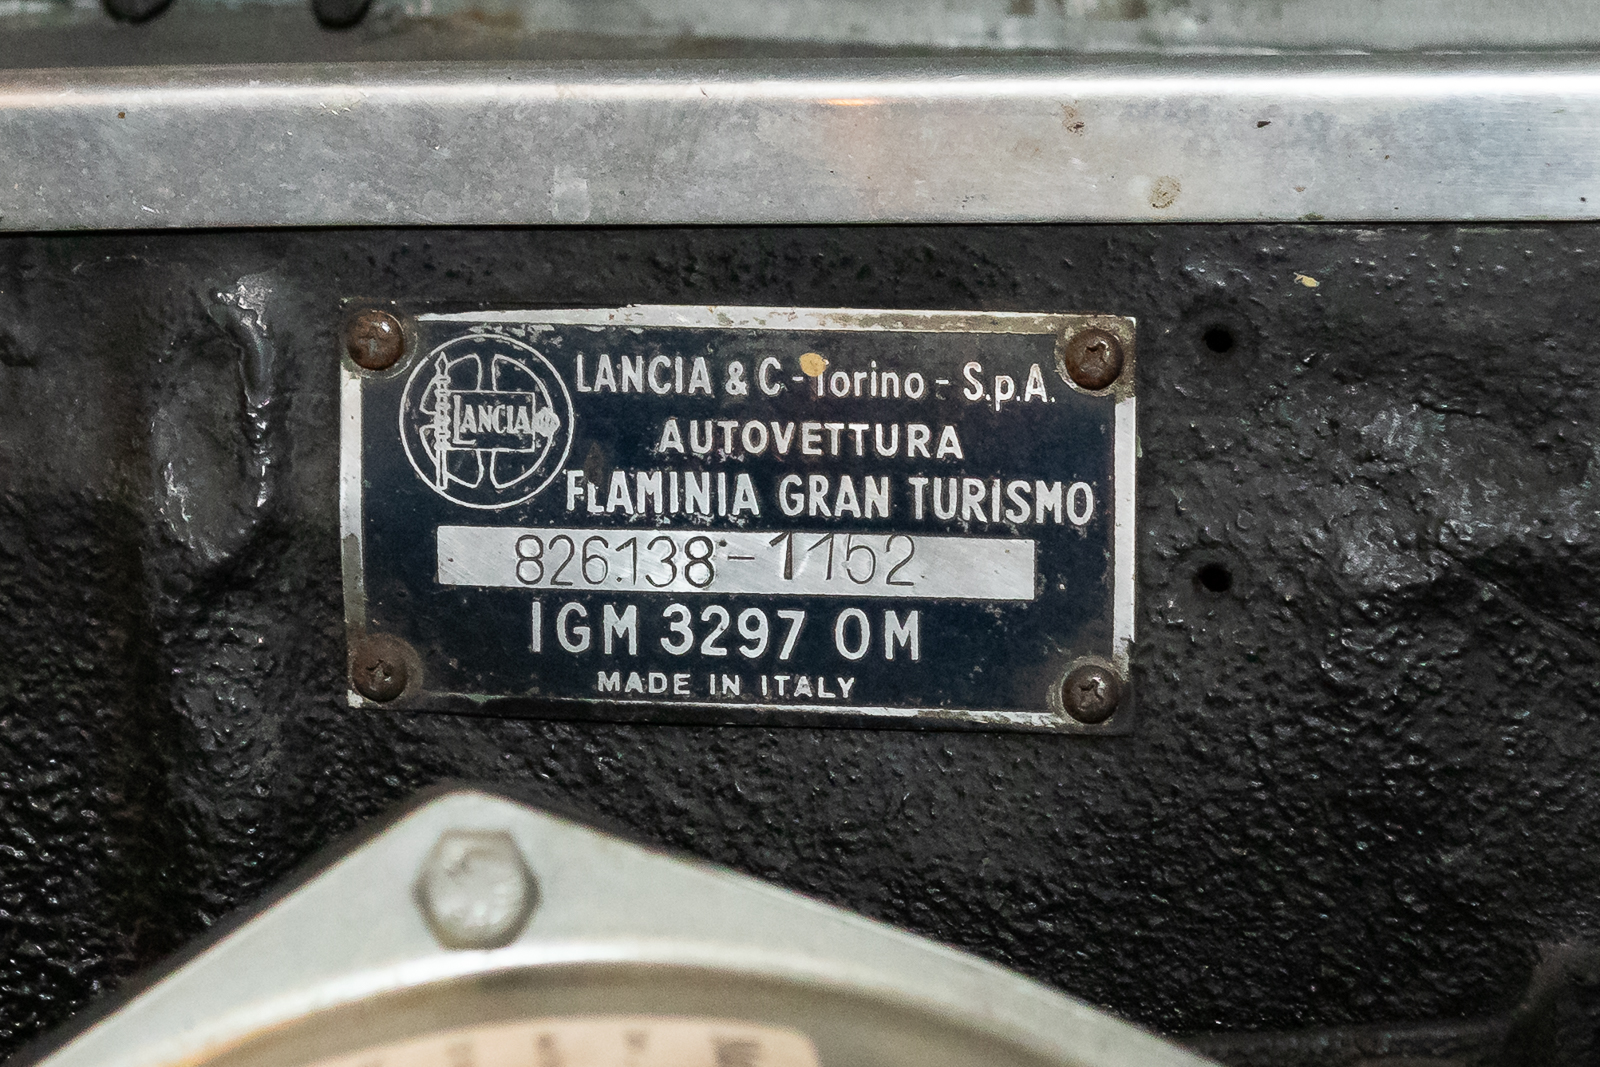 LANCIA
LANCIA & C - Torino - S.p.A.
AUTOVETTURA
FLAMINIA GRAN TURISMO
826.138-1152
IGM 3297 OM
MADE IN ITALY